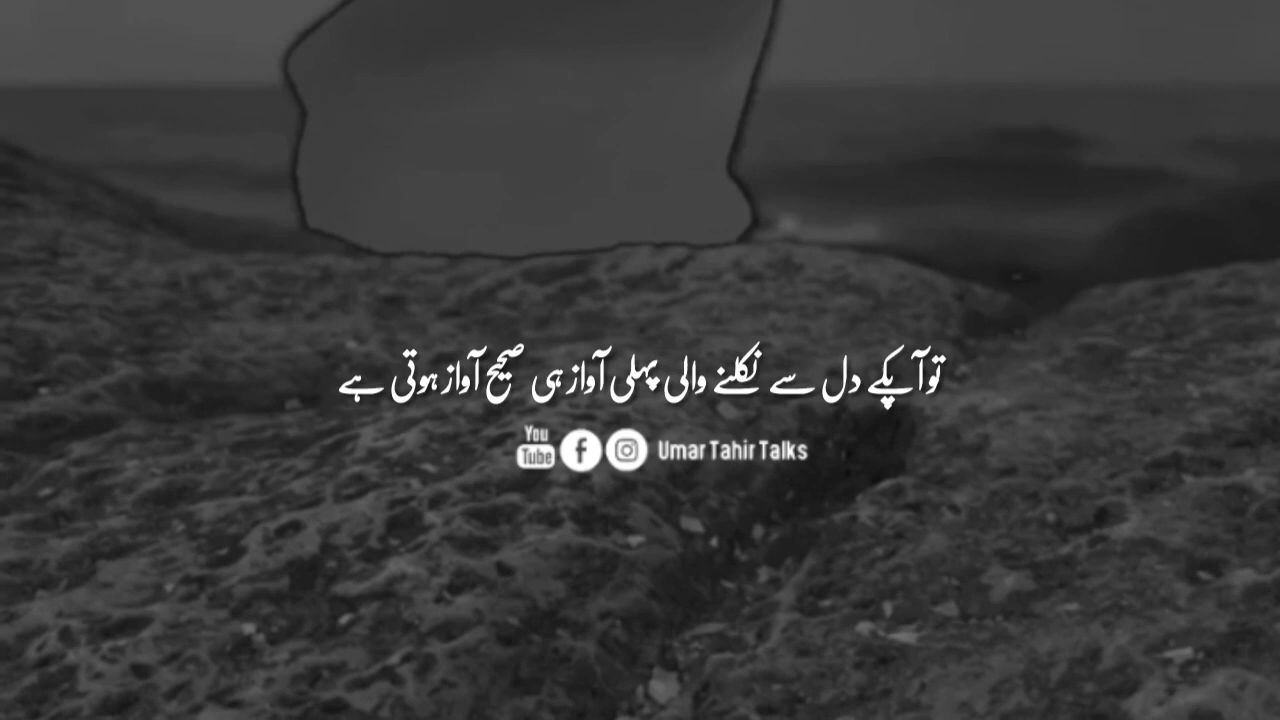 تو آپکے دل سے نکلنے والی پہلی آواز ہی صحیح آواز ہوتی ہے
You Tube f Umar Tahir Talks